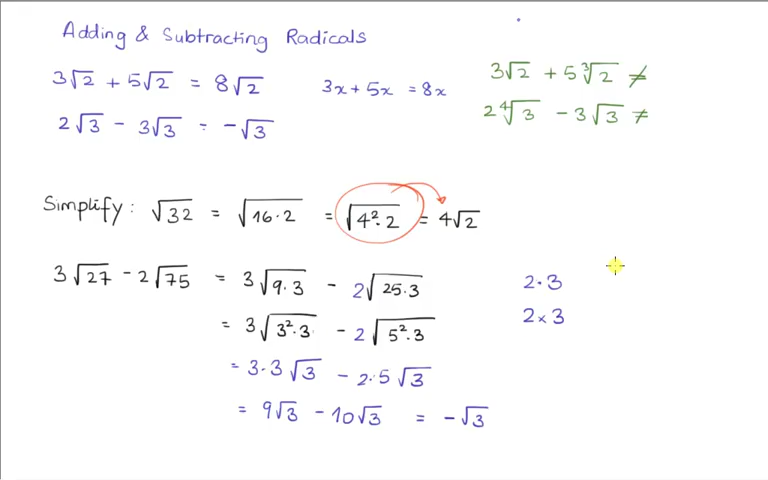 Adding & Subtracting Radicals
3√2 + 5√2 = 8√2
3x + 5x = 8x
3√2 + 5∛2 ≠
2√3 - 3√3 = -√3
2∜3 - 3√3 ≠
Simplify: √32 = √16·2 = √4²·2 = 4√2
3√27 - 2√75 = 3√9·3 - 2√25·3
2·3
= 3√3²·3 - 2√5²·3
2×3
= 3·3√3 - 2·5√3
= 9√3 - 10√3 = -√3